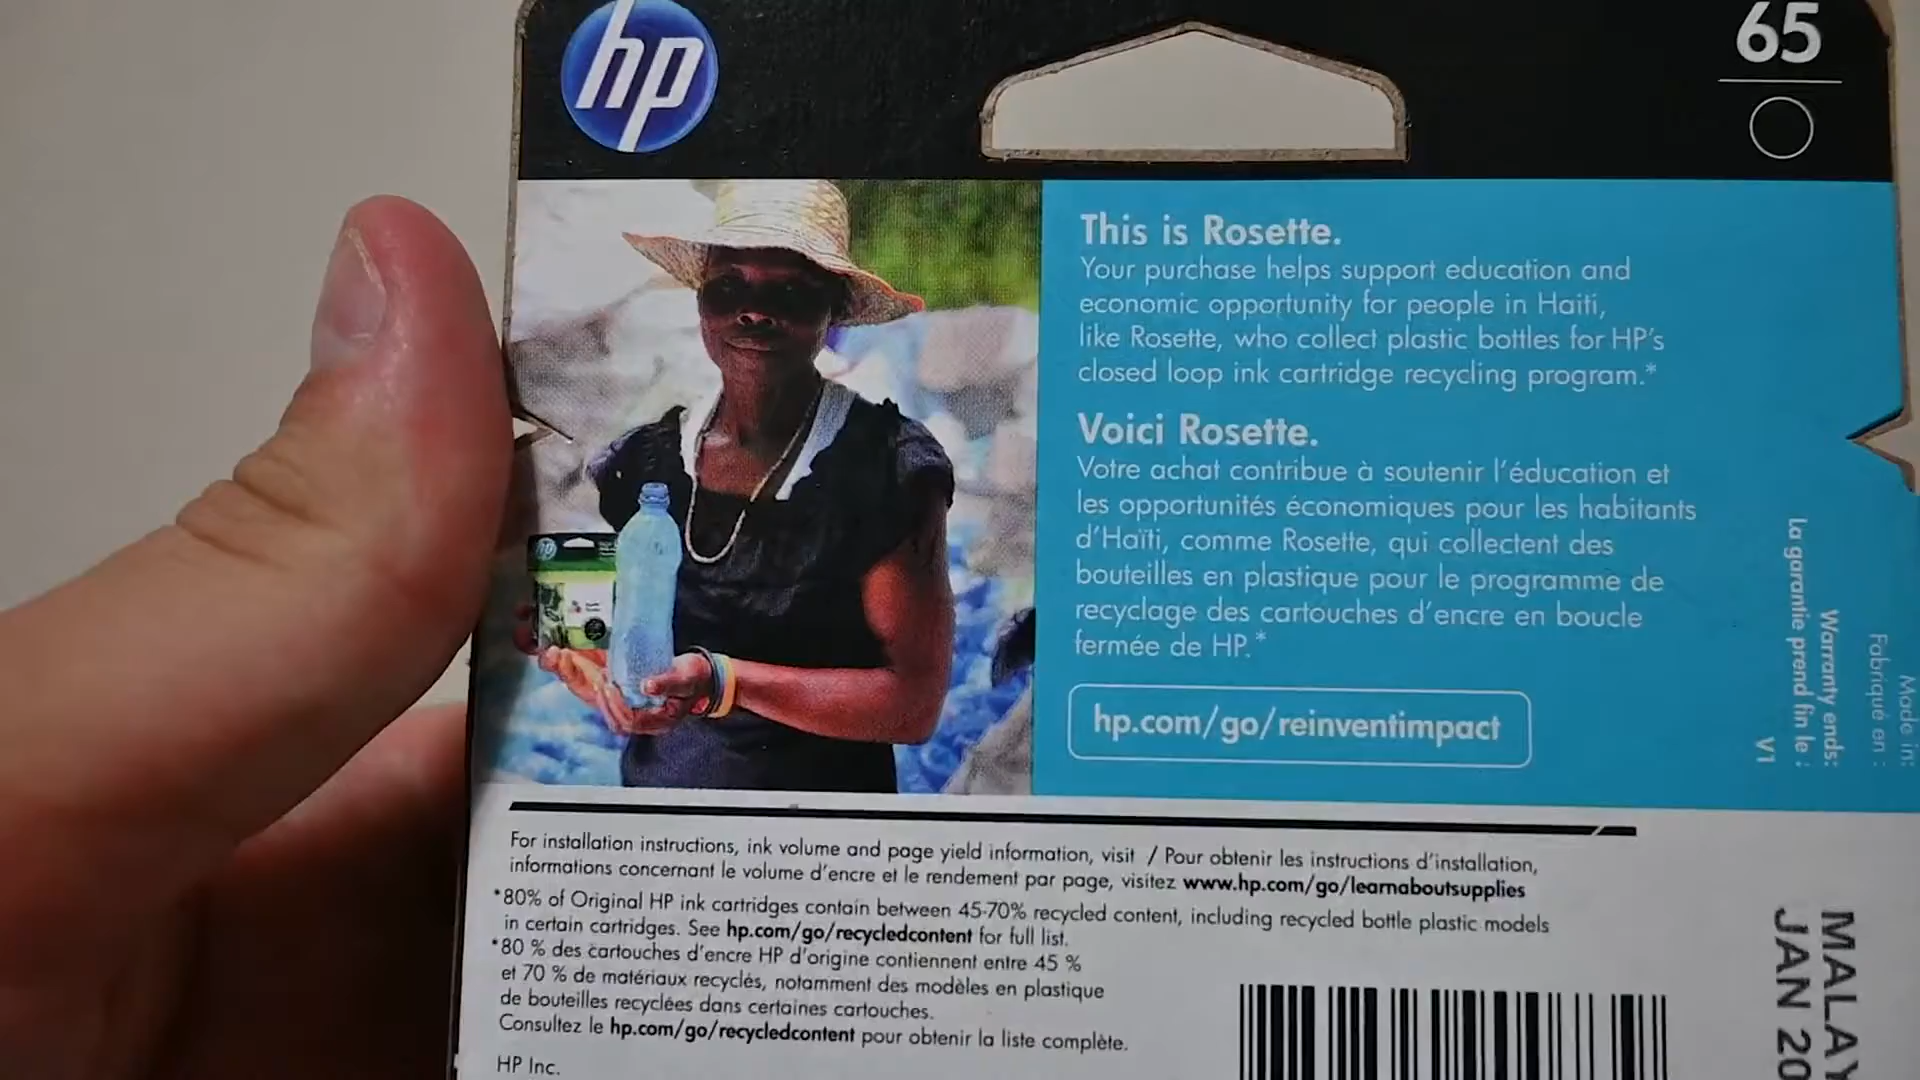 hp
65
This is Rosette.
Your purchase helps support education and
economic opportunity for people in Haiti,
like Rosette, who collect plastic bottles for HP's
closed loop ink cartridge recycling program.*
Voici Rosette.
Votre achat contribue à soutenir l'éducation et
les opportunités économiques pour les habitants
d'Haïti, comme Rosette, qui collectent des
bouteilles en plastique pour le programme de
recyclage des cartouches d'encre en boucle
fermée de HP.*
hp.com/go/reinventimpact
Made in:
Fabriqué en :
Warranty ends:
La garantie prend fin le :
V1
For installation instructions, ink volume and page yield information, visit / Pour obtenir les instructions d'installation,
informations concernant le volume d'encre et le rendement par page, visitez www.hp.com/go/learnaboutsupplies
*80% of Original HP ink cartridges contain between 45-70% recycled content, including recycled bottle plastic models
in certain cartridges. See hp.com/go/recycledcontent for full list.
*80 % des cartouches d'encre HP d'origine contiennent entre 45 %
et 70 % de matériaux recyclés, notamment des modèles en plastique
de bouteilles recyclées dans certaines cartouches.
Consultez le hp.com/go/recycledcontent pour obtenir la liste complète.
HP Inc.
MALAY
JAN 20